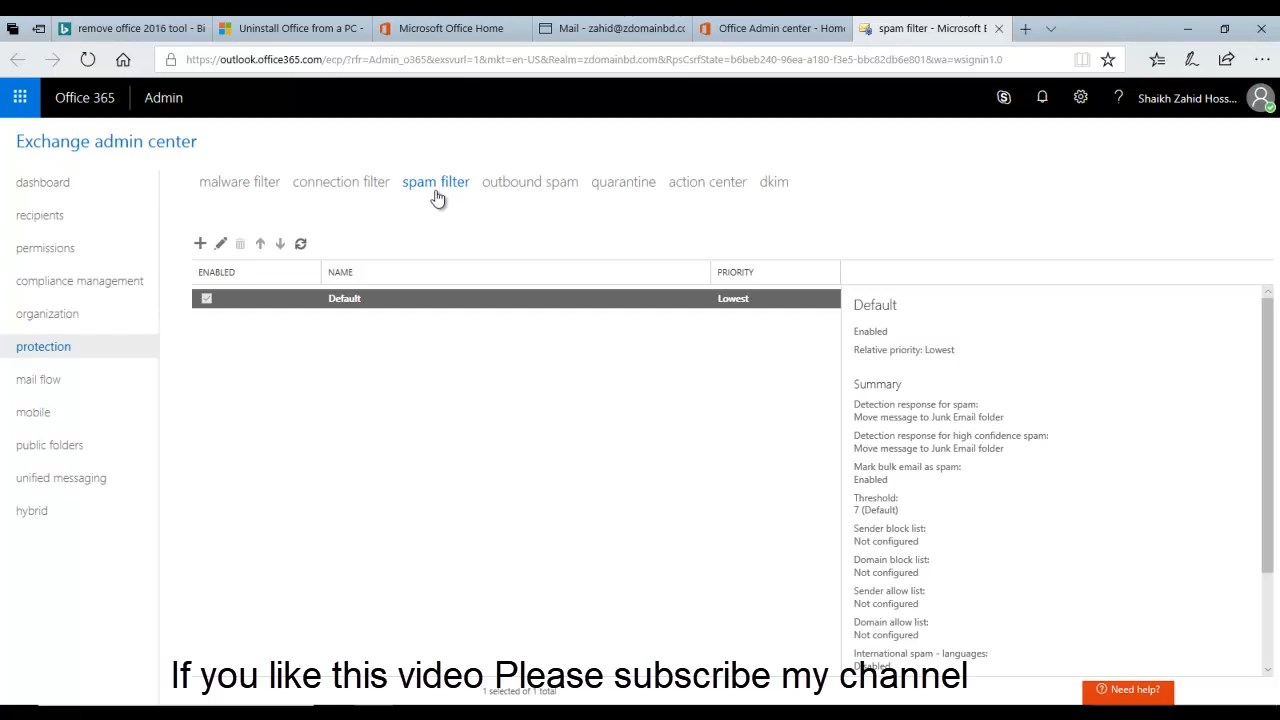 remove office 2016 tool - Bi
Uninstall Office from a PC -
Microsoft Office Home
Mail - zahid@zdomainbd.cc
Office Admin center - Home
spam filter - Microsoft E
https://outlook.office365.com/ecp/?rfr=Admin_o365&exsvurl=1&mkt=en-US&Realm=zdomainbd.com&RpsCsrfState=b6beb240-96ea-a180-f3e5-bbc82db6e801&wa=wsignin1.0
Office 365
Admin
Shaikh Zahid Hoss...
Exchange admin center
dashboard
recipients
permissions
compliance management
organization
protection
mail flow
mobile
public folders
unified messaging
hybrid
malware filter connection filter spam filter outbound spam quarantine action center dkim
ENABLED NAME PRIORITY
Default Lowest
Default
Enabled
Relative priority: Lowest
Summary
Detection response for spam:
Move message to Junk Email folder
Detection response for high confidence spam:
Move message to Junk Email folder
Mark bulk email as spam:
Enabled
Threshold:
7 (Default)
Sender block list:
Not configured
Domain block list:
Not configured
Sender allow list:
Not configured
Domain allow list:
Not configured
International spam - languages:
Disabled
If you like this video Please subscribe my channel
1 selected of 1 total
Need help?